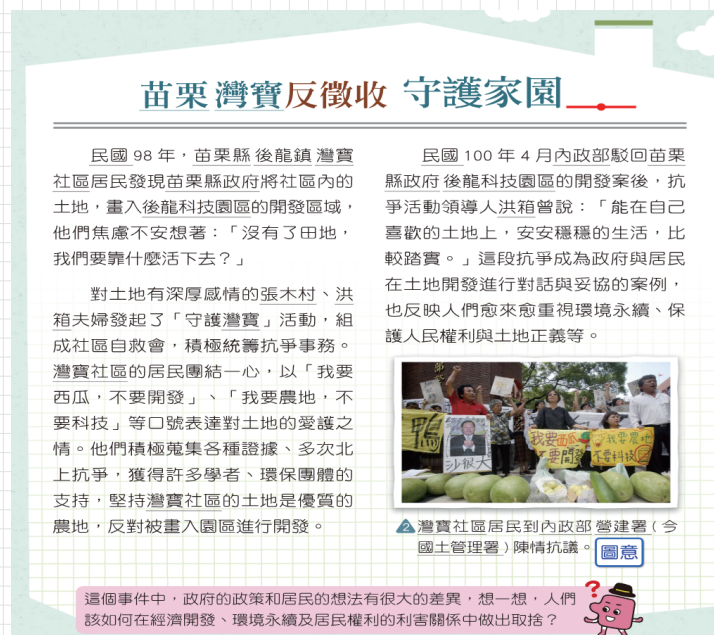 苗栗灣寶反徵收 守護家園
民國98年，苗栗縣後龍鎮灣寶
社區居民發現苗栗縣政府將社區內的
土地，畫入後龍科技園區的開發區域，
他們焦慮不安想著：「沒有了田地，
我們要靠什麼活下去？」
對土地有深厚感情的張木村、洪
箱夫婦發起了「守護灣寶」活動，組
成社區自救會，積極統籌抗爭事務。
灣寶社區的居民團結一心，以「我要
西瓜，不要開發」、「我要農地，不
要科技」等口號表達對土地的愛護之
情。他們積極蒐集各種證據、多次北
上抗爭，獲得許多學者、環保團體的
支持，堅持灣寶社區的土地是優質的
農地，反對被畫入園區進行開發。
民國100年4月內政部駁回苗栗
縣政府後龍科技園區的開發案後，抗
爭活動領導人洪箱曾說：「能在自己
喜歡的土地上，安安穩穩的生活，比
較踏實。」這段抗爭成為政府與居民
在土地開發進行對話與妥協的案例，
也反映人們愈來愈重視環境永續、保
護人民權利與土地正義等。
鴨
沙很大
我要西瓜
不要開發
我要農地
不要科技
2 灣寶社區居民到內政部營建署（今
國土管理署）陳情抗議。
圖意
這個事件中，政府的政策和居民的想法有很大的差異，想一想，人們
該如何在經濟開發、環境永續及居民權利的利害關係中做出取捨？
?